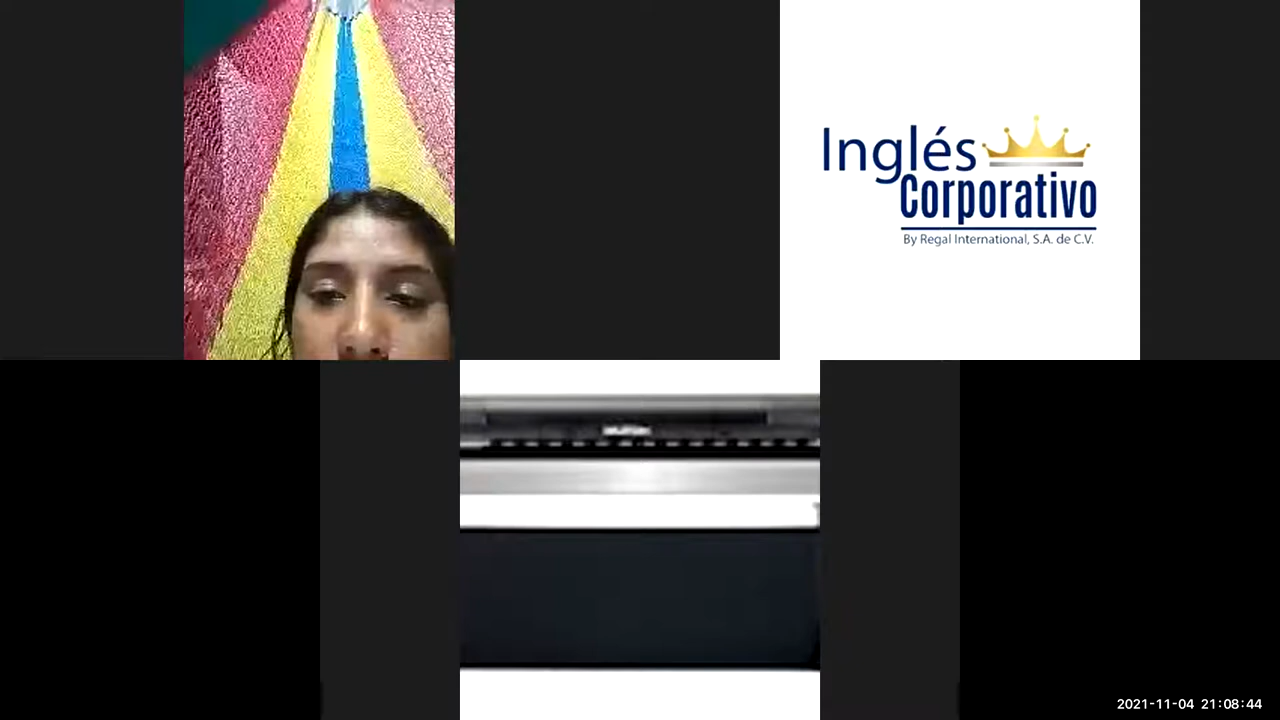 Inglés
Corporativo
By Regal International, S.A. de C.V.
2021-11-04 21:08:44